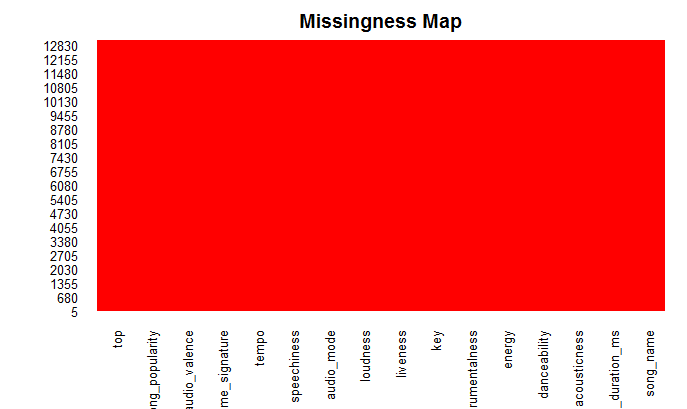 Missingness Map
12830
12155
11480
10805
10130
9455
8780
8105
7430
6755
6080
5405
4730
4055
3380
2705
2030
1355
680
5
top
ong_popularity
audio_valence
me_signature
tempo
speechiness
audio_mode
loudness
liveness
key
rumentalness
energy
danceability
acousticness
_duration_ms
song_name